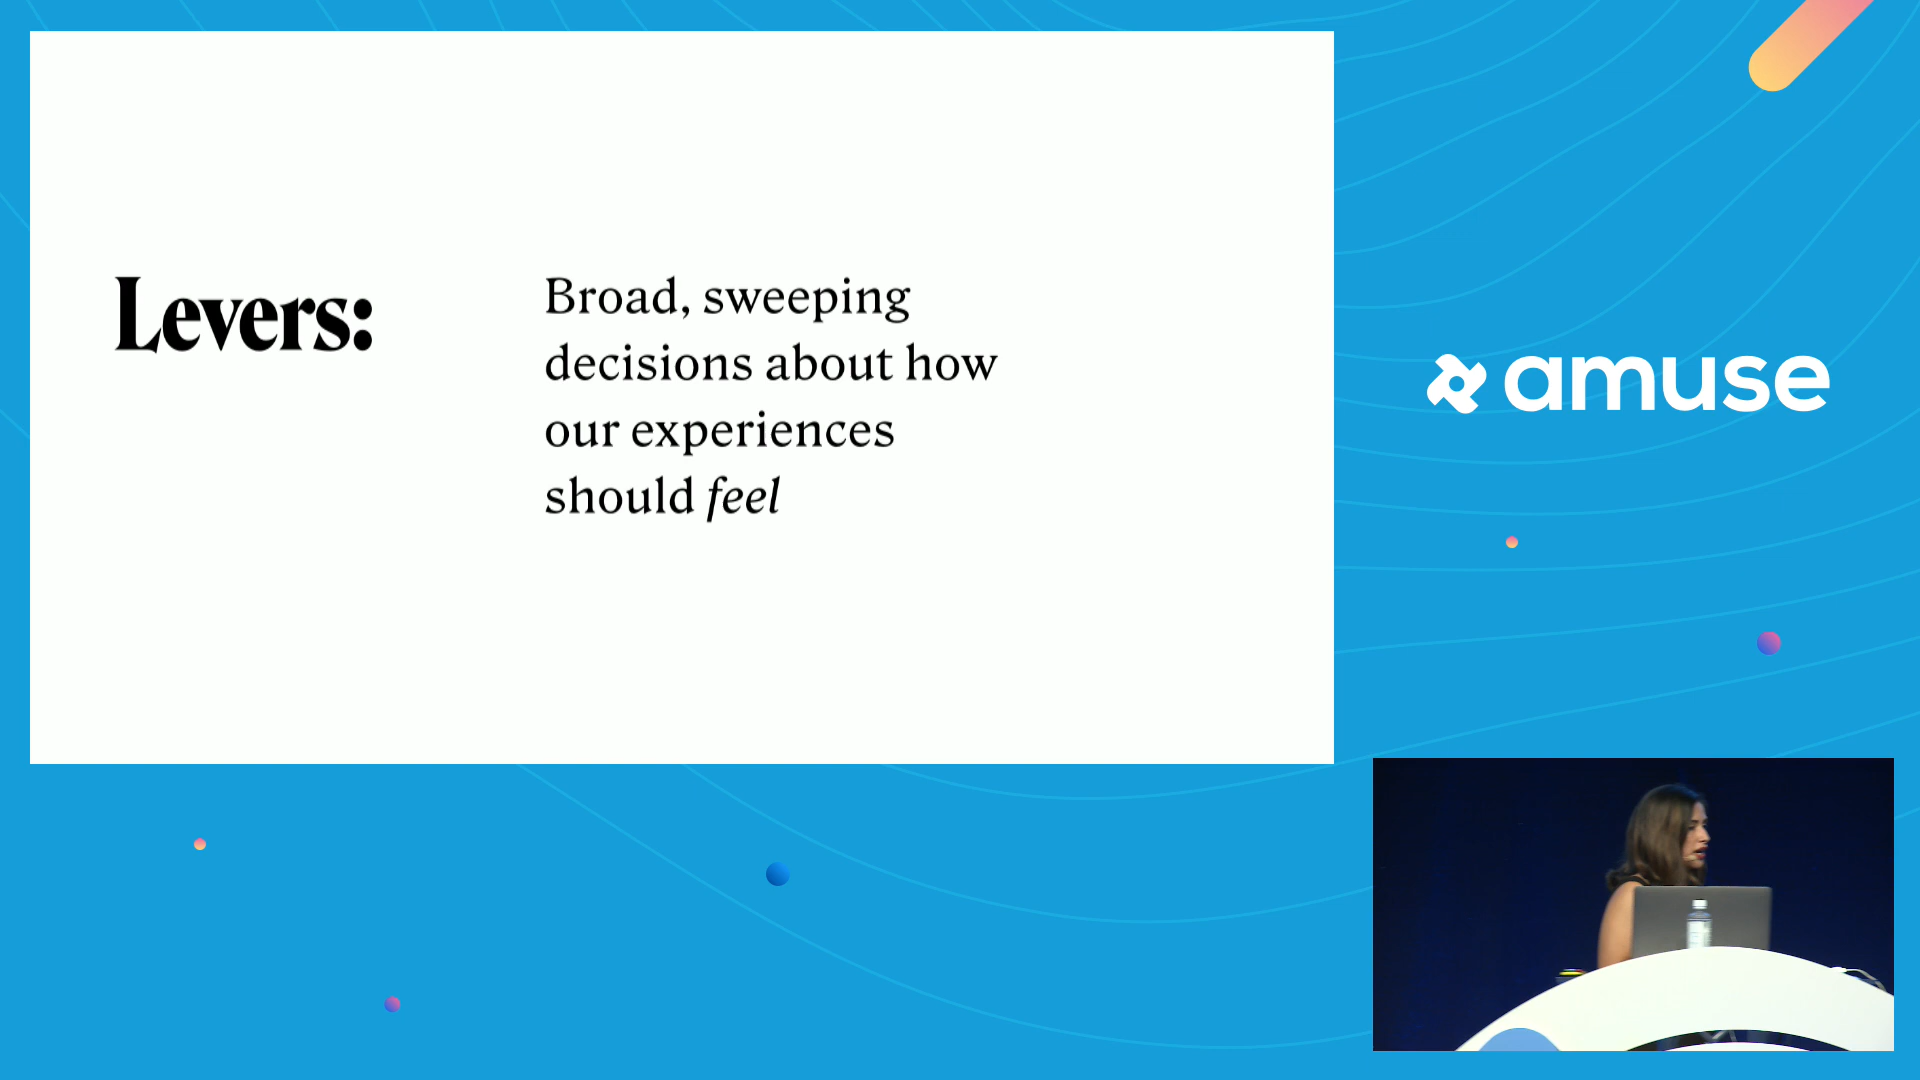 Levers:
Broad, sweeping
decisions about how
our experiences
should feel
amuse